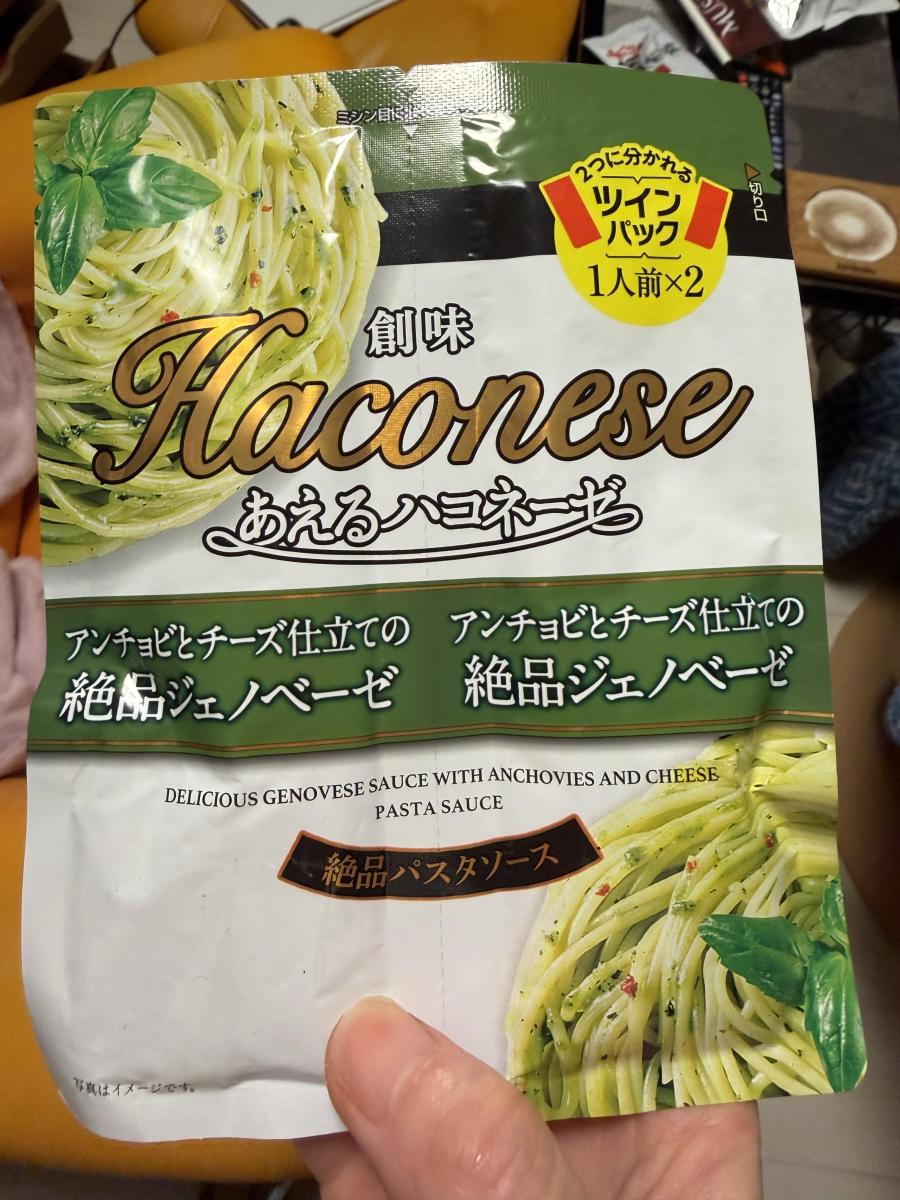 ミシン目に
2つに分かれる
ツイン
パック
1人前×2
切り口
創味
Haconese
あえるハコネーゼ
アンチョビとチーズ仕立ての
絶品ジェノベーゼ
アンチョビとチーズ仕立ての
絶品ジェノベーゼ
DELICIOUS GENOVESE SAUCE WITH ANCHOVIES AND CHEESE
PASTA SAUCE
絶品パスタソース
写真はイメージです。